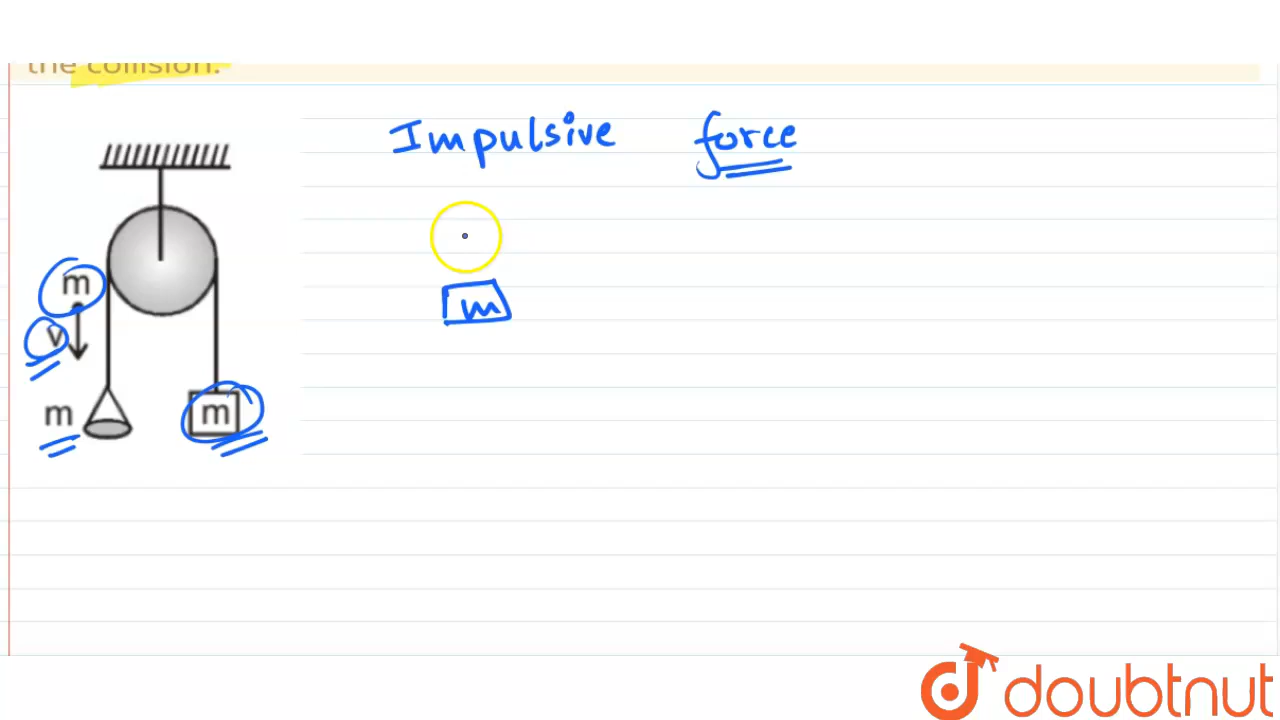 the collision.
Impulsive force
m
m
v
m
m
doubtnut